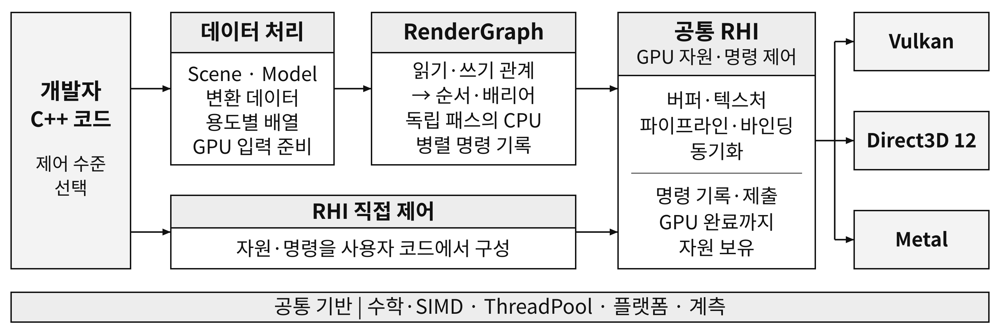 개발자
C++ 코드
제어 수준
선택
데이터 처리
Scene · Model
변환 데이터
용도별 배열
GPU 입력 준비
RenderGraph
읽기·쓰기 관계
→ 순서·배리어
독립 패스의 CPU
병렬 명령 기록
RHI 직접 제어
자원·명령을 사용자 코드에서 구성
공통 RHI
GPU 자원·명령 제어
버퍼·텍스처
파이프라인·바인딩
동기화
명령 기록·제출
GPU 완료까지
자원 보유
Vulkan
Direct3D 12
Metal
공통 기반 | 수학·SIMD · ThreadPool · 플랫폼 · 계측